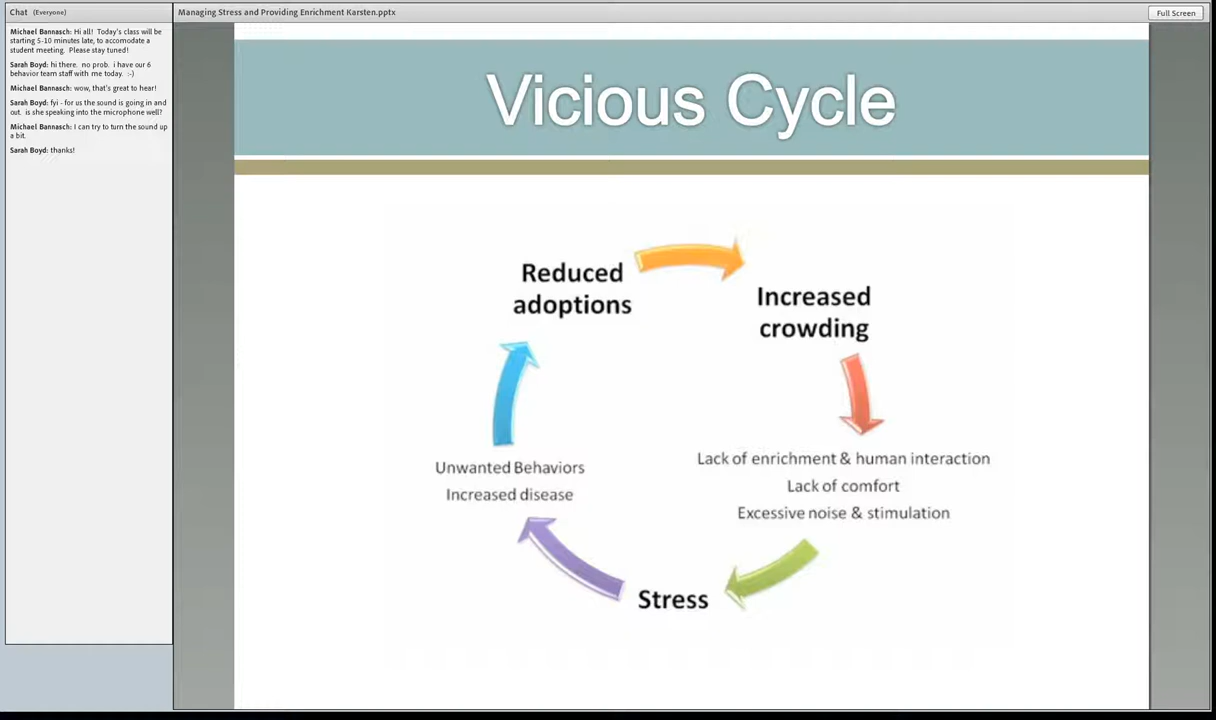 Chat (Everyone)
Managing Stress and Providing Enrichment Karsten.pptx
Full Screen
Michael Bannasch: Hi all! Today's class will be
starting 5-10 minutes late, to accomodate a
student meeting. Please stay tuned!
Sarah Boyd: hi there. no prob. i have our 6
behavior team staff with me today. :-)
Michael Bannasch: wow, that's great to hear!
Sarah Boyd: fyi - for us the sound is going in and
out. is she speaking into the microphone well?
Michael Bannasch: I can try to turn the sound up
a bit.
Sarah Boyd: thanks!
Vicious Cycle
Reduced
adoptions
Increased
crowding
Lack of enrichment & human interaction
Lack of comfort
Excessive noise & stimulation
Stress
Unwanted Behaviors
Increased disease